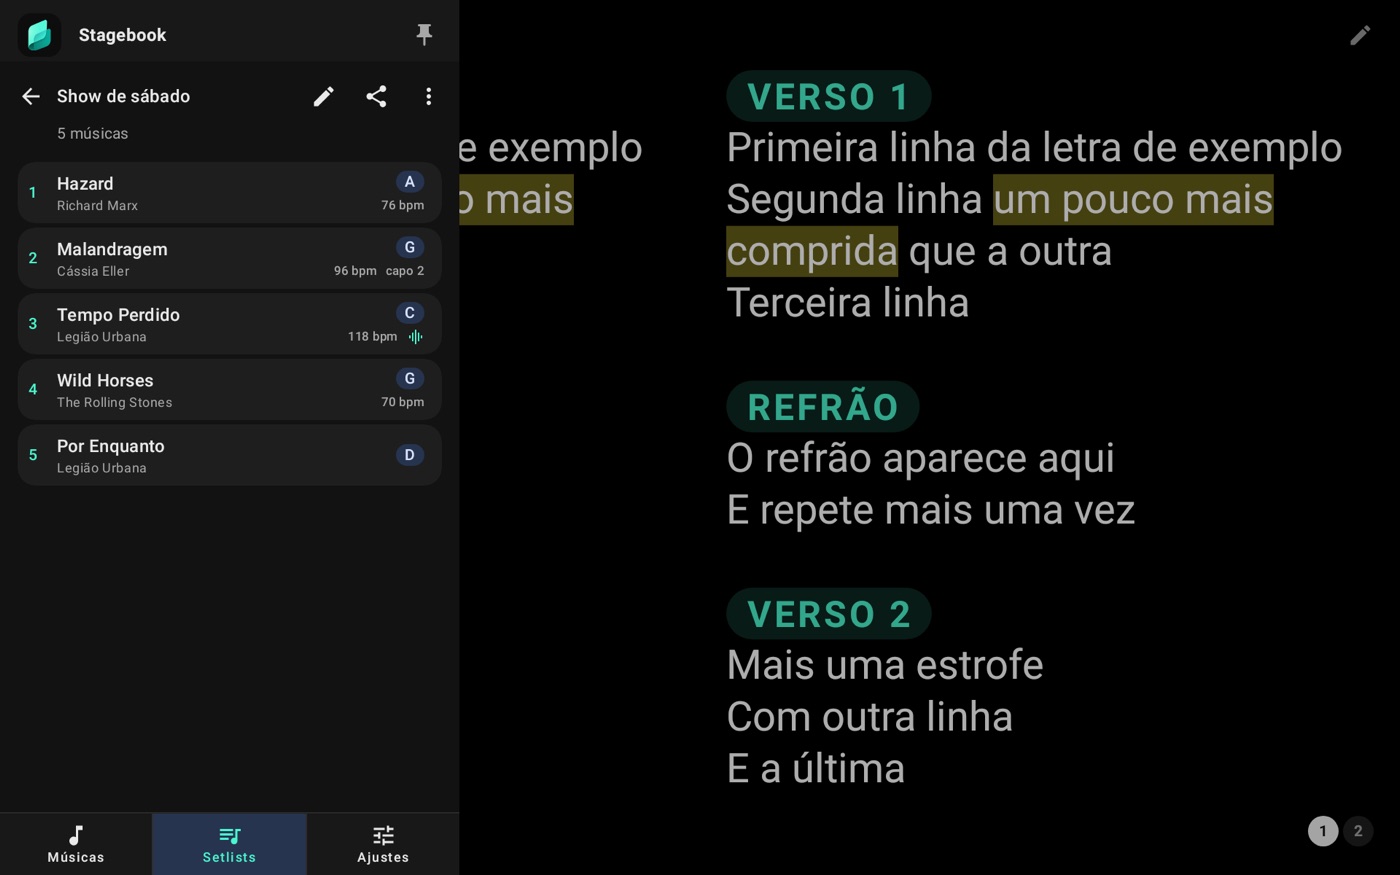 Stagebook
Show de sábado
5 músicas
1 Hazard A
Richard Marx 76 bpm
2 Malandragem G
Cássia Eller 96 bpm capo 2
3 Tempo Perdido C
Legião Urbana 118 bpm
4 Wild Horses G
The Rolling Stones 70 bpm
5 Por Enquanto D
Legião Urbana
Músicas Setlists Ajustes
e exemplo
o mais
VERSO 1
Primeira linha da letra de exemplo
Segunda linha um pouco mais
comprida que a outra
Terceira linha
REFRÃO
O refrão aparece aqui
E repete mais uma vez
VERSO 2
Mais uma estrofe
Com outra linha
E a última
1 2